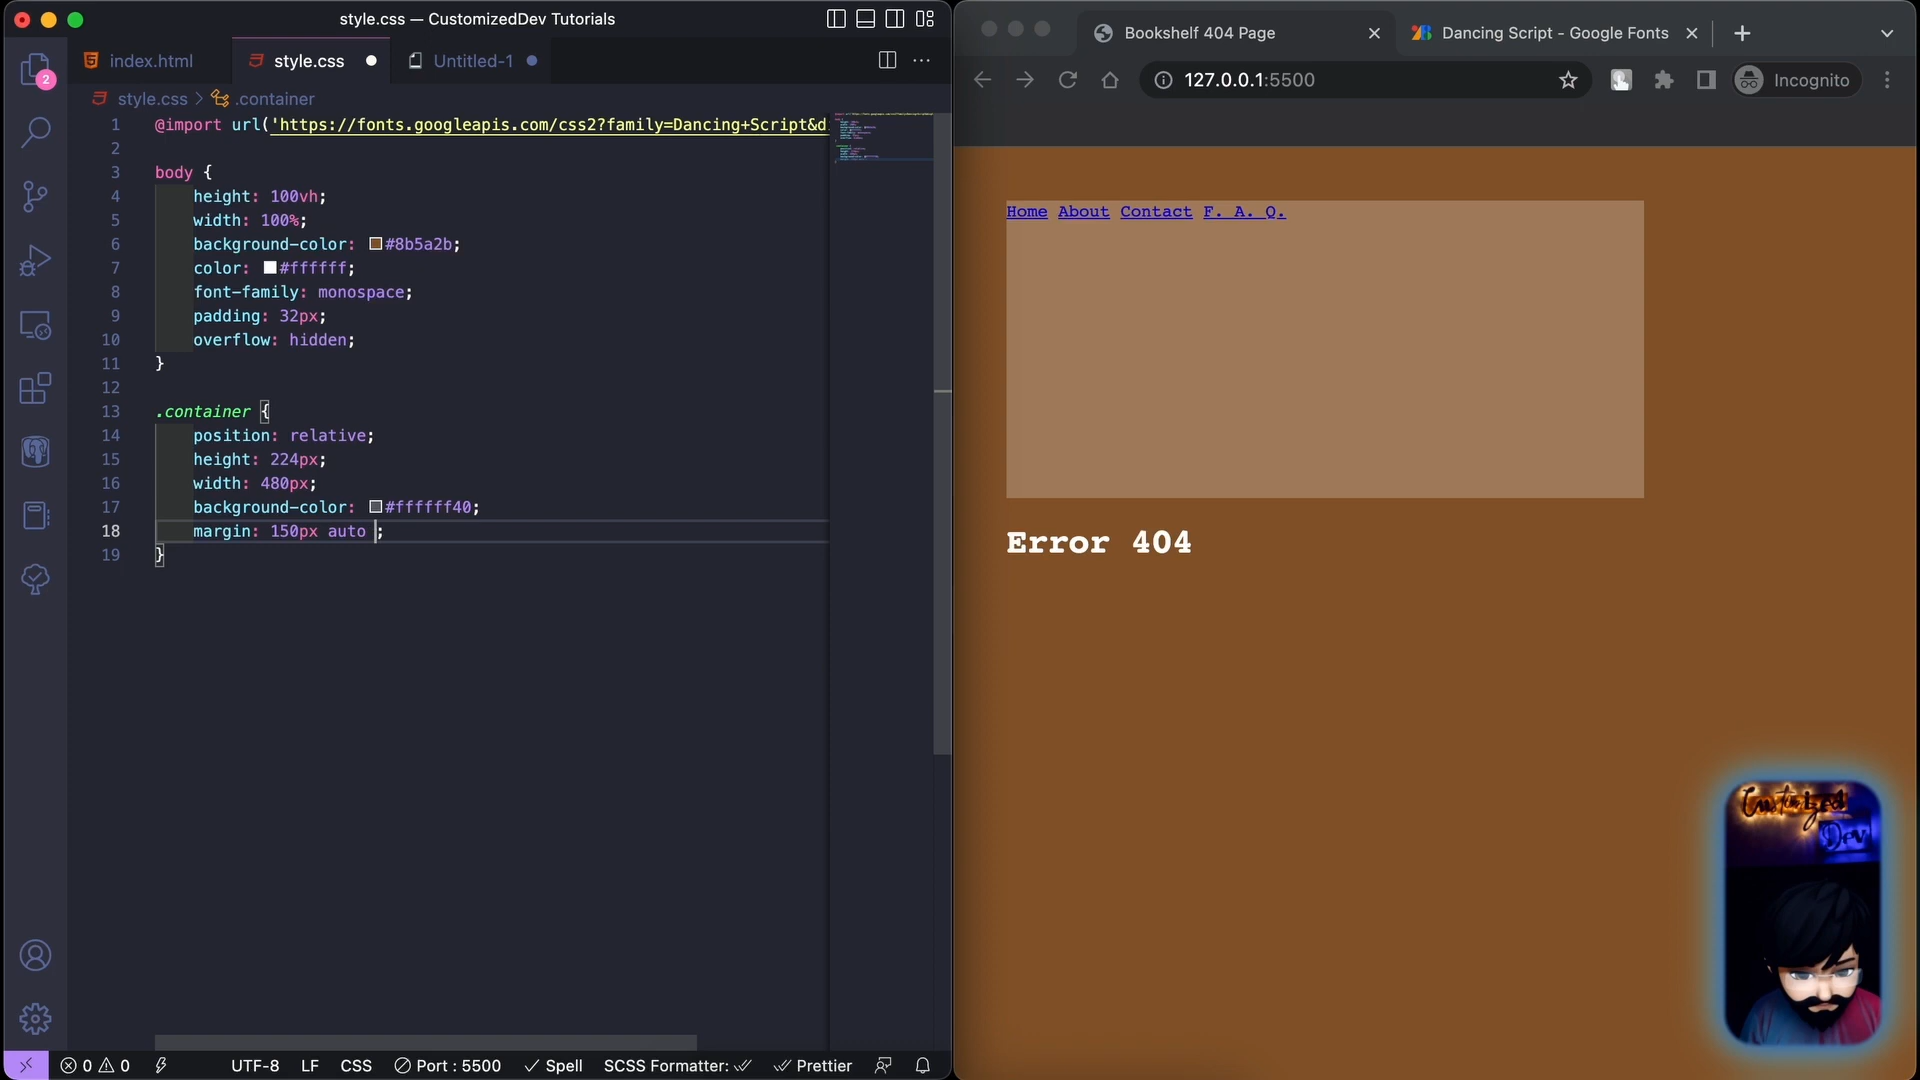 style.css — CustomizedDev Tutorials
index.html
style.css
Untitled-1
style.css > .container
1 @import url('https://fonts.googleapis.com/css2?family=Dancing+Script&di
2
3 body {
4 height: 100vh;
5 width: 100%;
6 background-color: #8b5a2b;
7 color: #ffffff;
8 font-family: monospace;
9 padding: 32px;
10 overflow: hidden;
11 }
12
13 .container {
14 position: relative;
15 height: 224px;
16 width: 480px;
17 background-color: #ffffff40;
18 margin: 150px auto ;
19 }
2
0 0 UTF-8 LF CSS Port : 5500 Spell SCSS Formatter: Prettier
Bookshelf 404 Page
Dancing Script - Google Fonts
127.0.0.1:5500
Incognito
Home About Contact F. A. Q.
Error 404
Customized
Dev